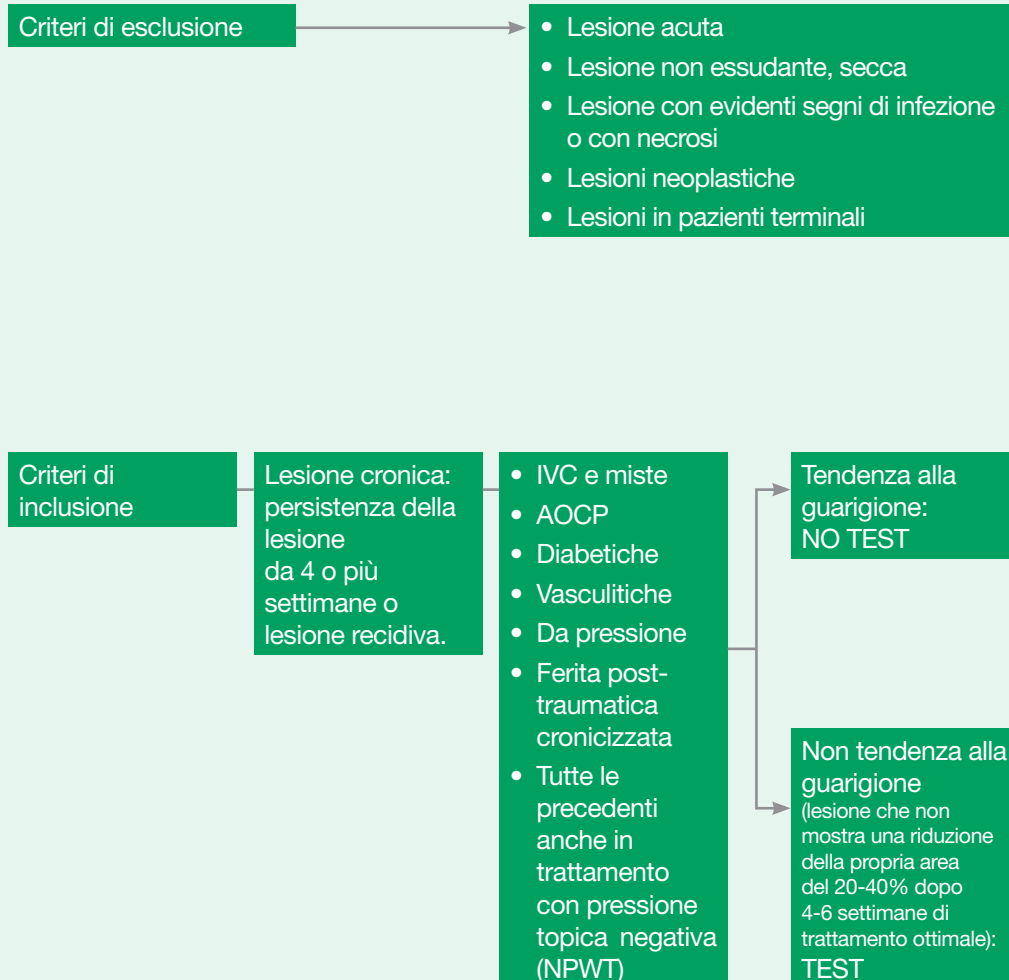 Criteri di esclusione
• Lesione acuta
• Lesione non essudante, secca
• Lesione con evidenti segni di infezione
o con necrosi
• Lesioni neoplastiche
• Lesioni in pazienti terminali
Criteri di
inclusione
Lesione cronica:
persistenza della
lesione
da 4 o più
settimane o
lesione recidiva.
• IVC e miste
• AOCP
• Diabetiche
• Vasculitiche
• Da pressione
• Ferita post-
traumatica
cronicizzata
• Tutte le
precedenti
anche in
trattamento
con pressione
topica negativa
(NPWT)
Tendenza alla
guarigione:
NO TEST
Non tendenza alla
guarigione
(lesione che non
mostra una riduzione
della propria area
del 20-40% dopo
4-6 settimane di
trattamento ottimale):
TEST